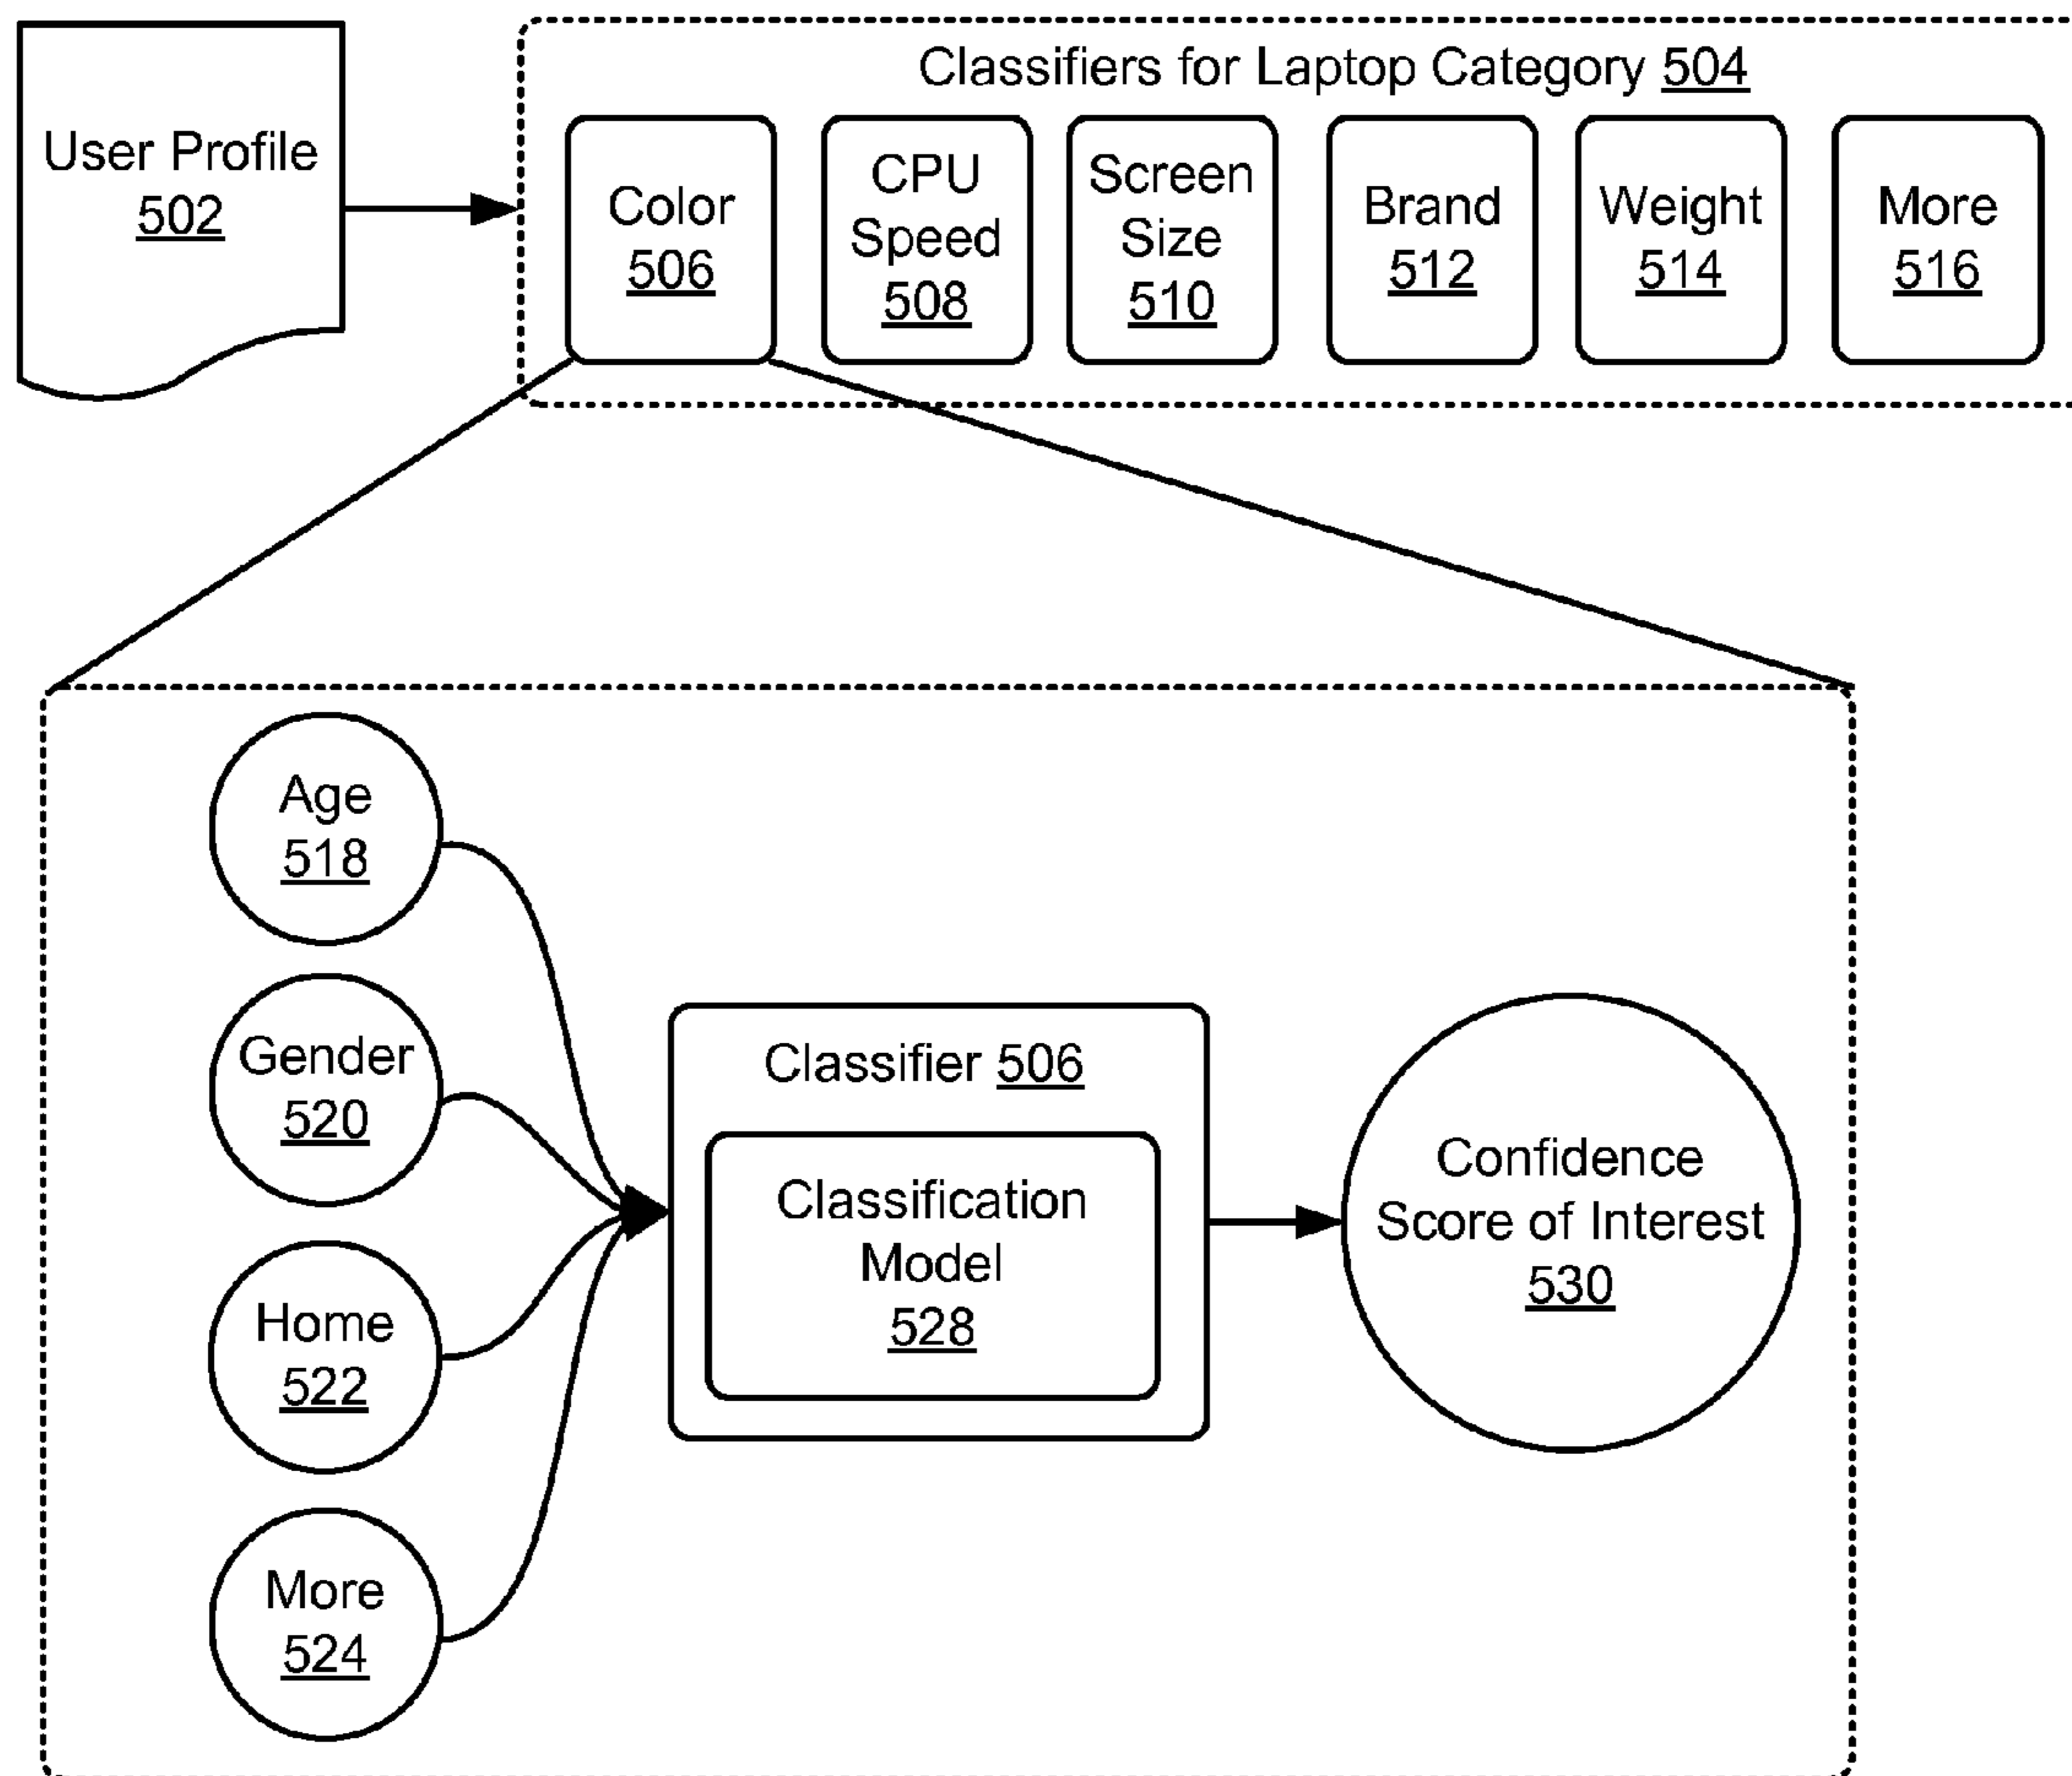 User Profile
502
Classifiers for Laptop Category 504
Color
506
CPU
Speed
508
Screen
Size
510
Brand
512
Weight
514
More
516
Age
518
Gender
520
Home
522
More
524
Classifier 506
Classification
Model
528
Confidence
Score of Interest
530